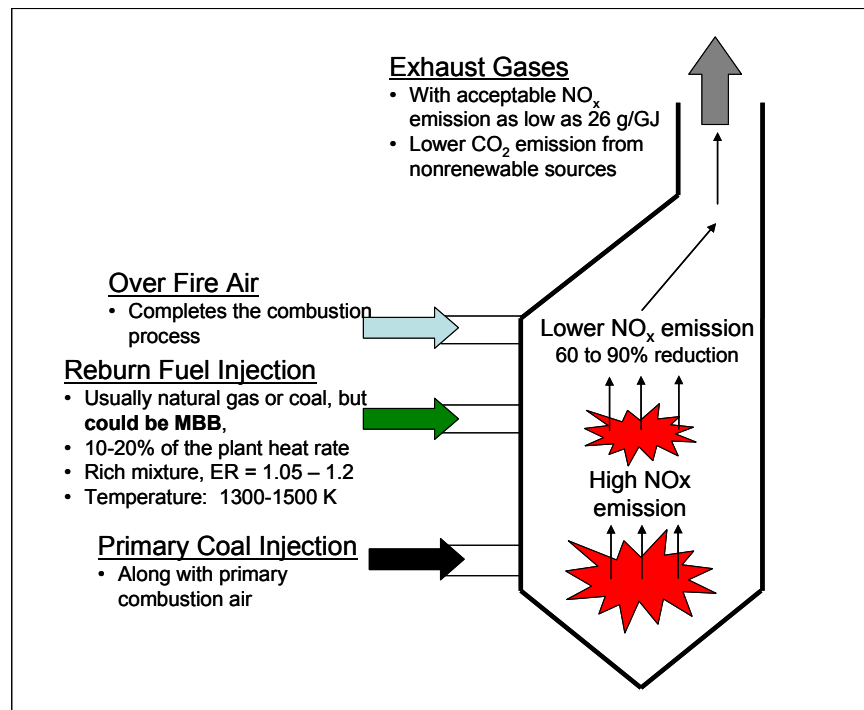 Exhaust Gases
• With acceptable NOx
emission as low as 26 g/GJ
• Lower CO2 emission from
nonrenewable sources
Over Fire Air
• Completes the combustion
process
Lower NOx emission
60 to 90% reduction
Reburn Fuel Injection
• Usually natural gas or coal, but
could be MBB,
• 10-20% of the plant heat rate
• Rich mixture, ER = 1.05 – 1.2
• Temperature: 1300-1500 K
High NOx
emission
Primary Coal Injection
• Along with primary
combustion air